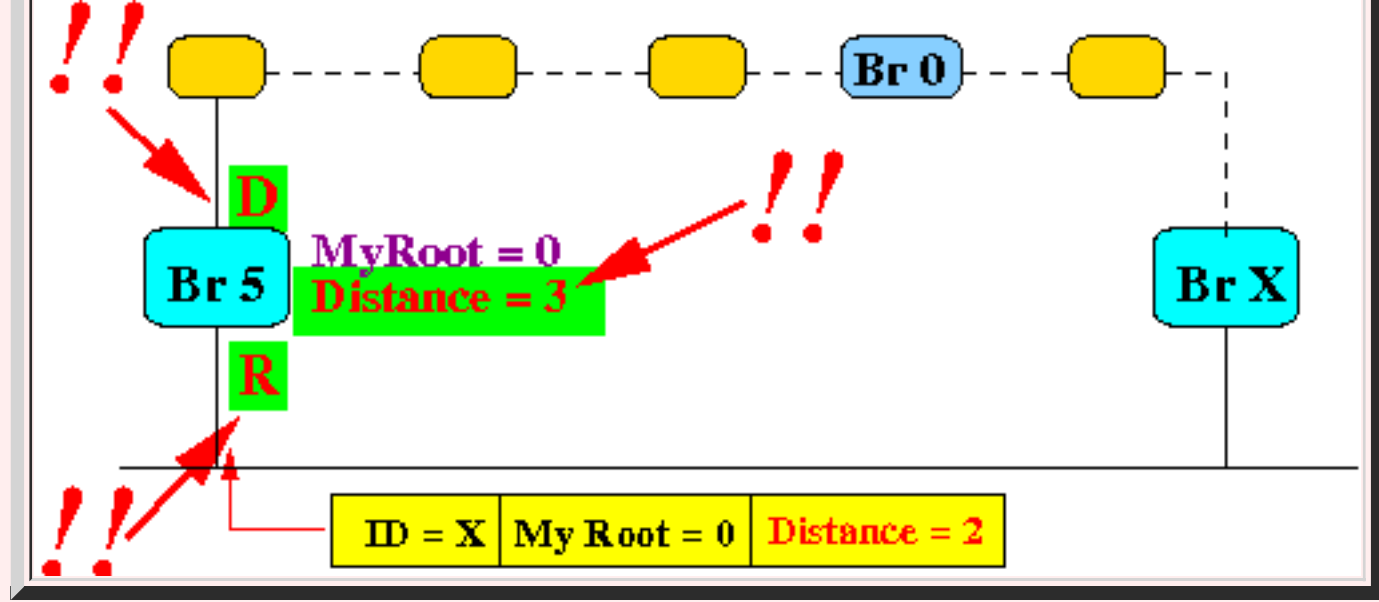 !!
Br 0
!!
D
MyRoot = 0
Distance = 3
Br 5
Br X
R
!!
ID = X My Root = 0 Distance = 2